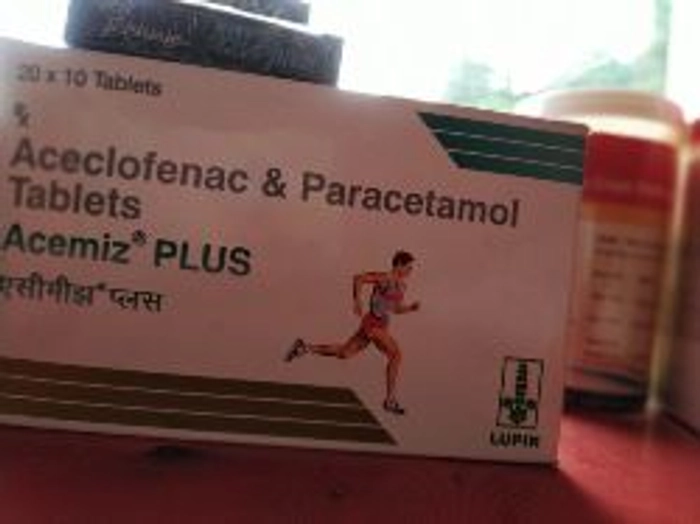 20 x 10 Tablets
℞
Aceclofenac & Paracetamol
Tablets
Acemiz® PLUS
एसीमीझ® प्लस
LUPIN